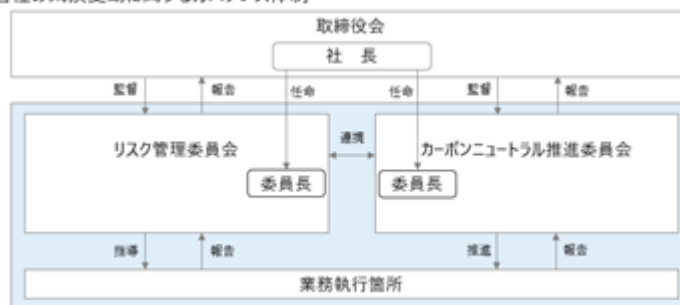 取締役会
社　長
監督
報告
任命
任命
監督
報告
リスク管理委員会
連携
カーボンニュートラル推進委員会
委員長
委員長
指導
報告
推進
報告
業務執行箇所